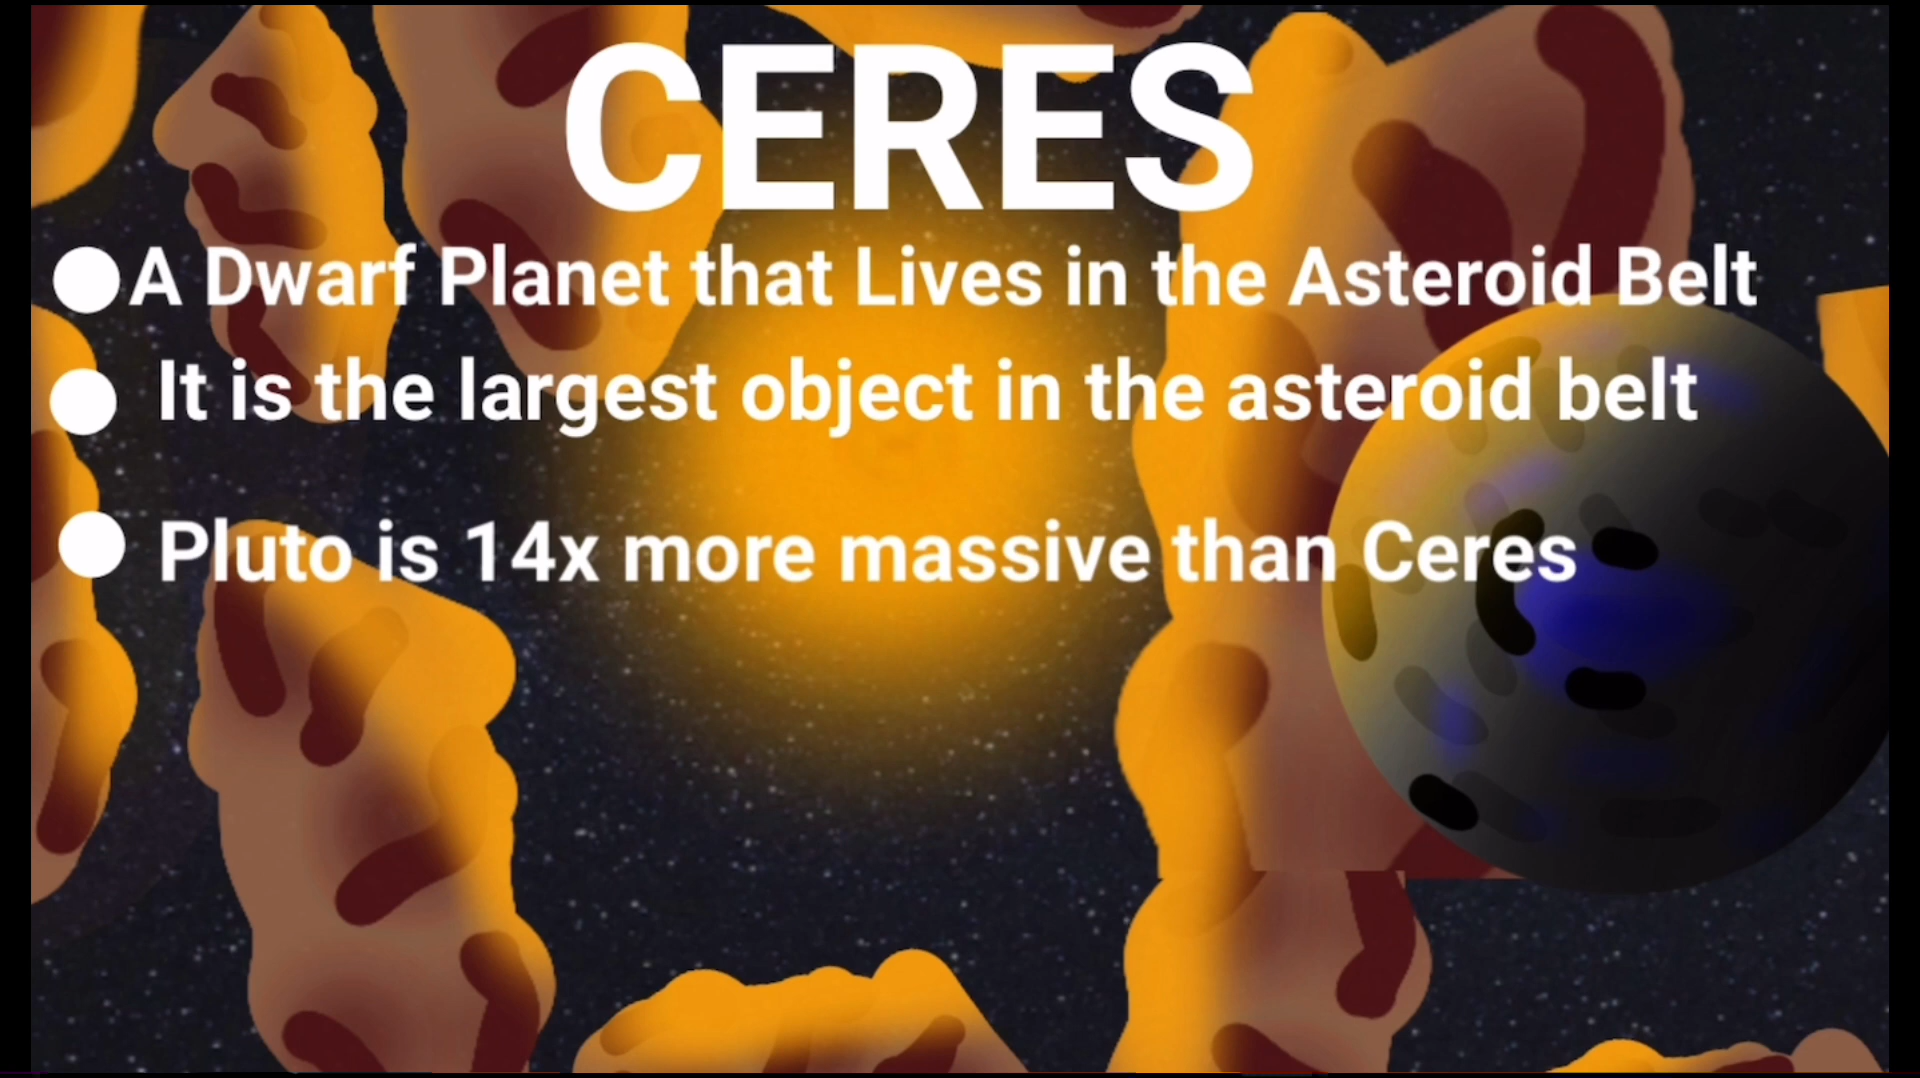 CERES
A Dwarf Planet that Lives in the Asteroid Belt
It is the largest object in the asteroid belt
Pluto is 14x more massive than Ceres